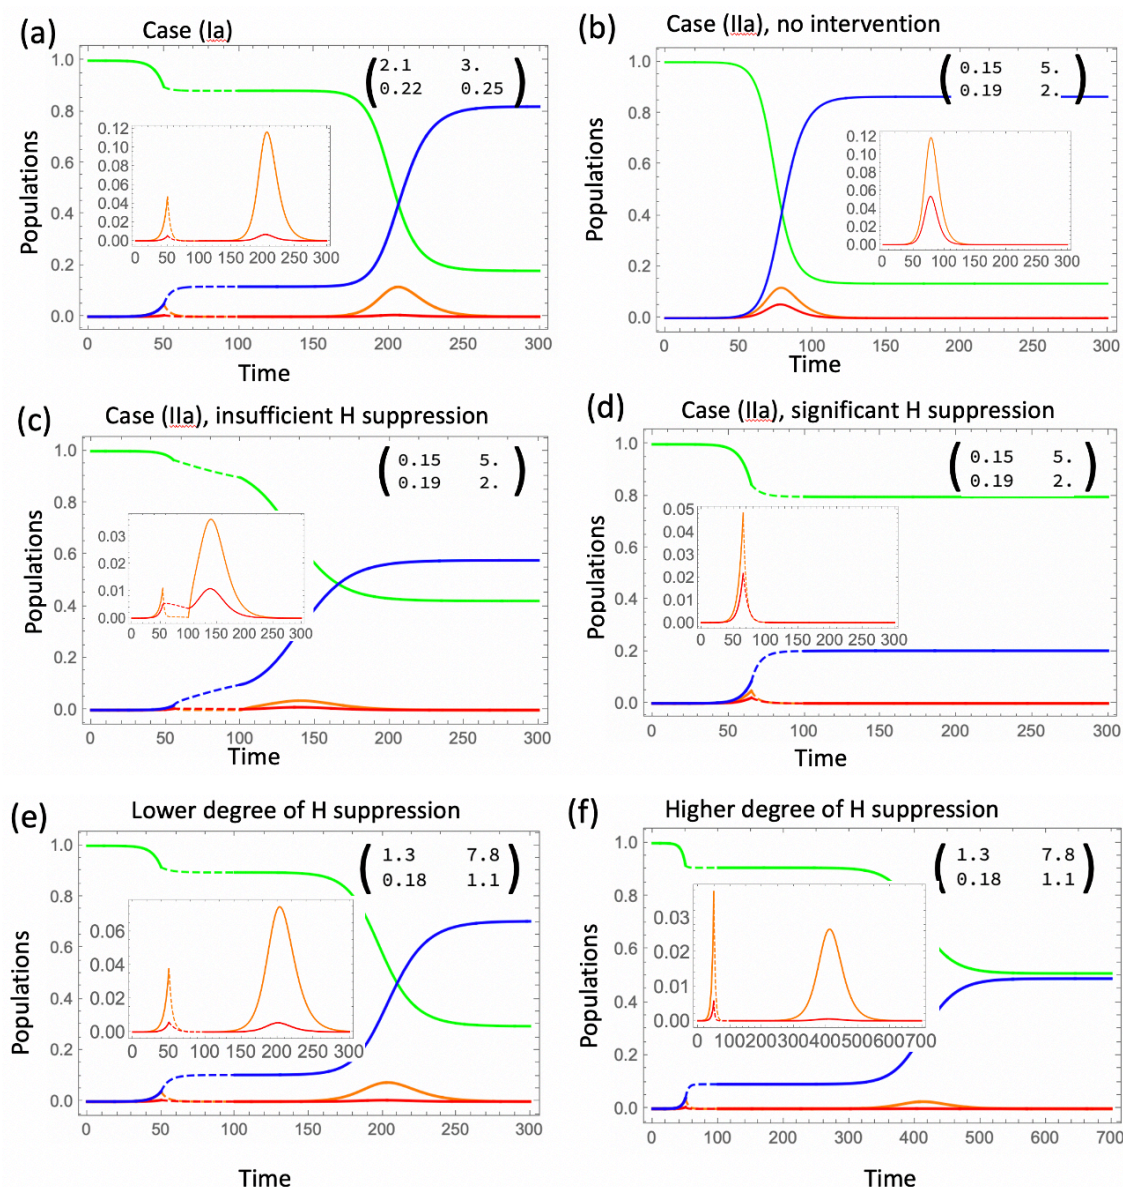 (a) Case (Ia)
1.0
0.8
0.6
0.4
0.2
0.0
Populations
2.1 3.
0.22 0.25
0.12
0.10
0.08
0.06
0.04
0.02
0.00
0 50 100 150 200 250 300
0 50 100 150 200 250 300
Time
(b) Case (IIa), no intervention
1.0
0.8
0.6
0.4
0.2
0.0
Populations
0.15 5.
0.19 2.
0.12
0.10
0.08
0.06
0.04
0.02
0.00
0 50 100 150 200 250 300
0 50 100 150 200 250 300
Time
(c) Case (IIa), insufficient H suppression
1.0
0.8
0.6
0.4
0.2
0.0
Populations
0.15 5.
0.19 2.
0.03
0.02
0.01
0.00
0 50 100 150 200 250 300
0 50 100 150 200 250 300
Time
(d) Case (IIa), significant H suppression
1.0
0.8
0.6
0.4
0.2
0.0
Populations
0.15 5.
0.19 2.
0.05
0.04
0.03
0.02
0.01
0.00
0 50 100 150 200 250 300
0 50 100 150 200 250 300
Time
(e) Lower degree of H suppression
1.0
0.8
0.6
0.4
0.2
0.0
Populations
1.3 7.8
0.18 1.1
0.06
0.04
0.02
0.00
0 50 100 150 200 250 300
0 50 100 150 200 250 300
Time
(f) Higher degree of H suppression
1.0
0.8
0.6
0.4
0.2
0.0
Populations
1.3 7.8
0.18 1.1
0.03
0.02
0.01
0.00
0 100 200 300 400 500 600 700
0 100 200 300 400 500 600 700
Time